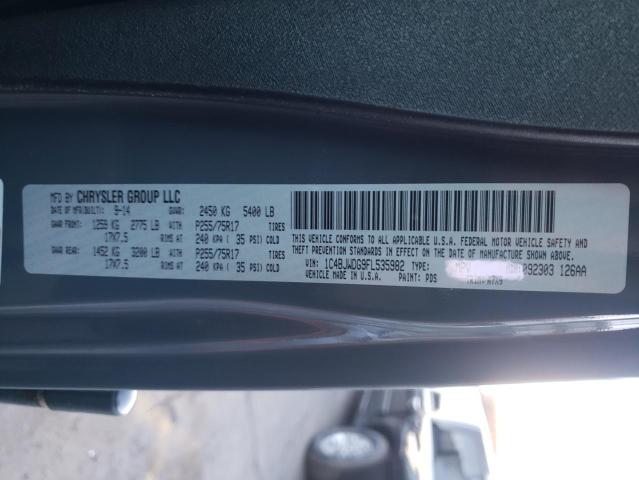 MFD BY CHRYSLER GROUP LLC
DATE OF MFR/BUILT: 9-14 GVWR: 2450 KG 5400 LB
GAWR FRONT: 1259 KG 2775 LB WITH P255/75R17 TIRES
17X7.5 RIMS AT 240 KPA ( 35 PSI) COLD
GAWR REAR: 1452 KG 3200 LB WITH P255/75R17 TIRES
17X7.5 RIMS AT 240 KPA ( 35 PSI) COLD
THIS VEHICLE CONFORMS TO ALL APPLICABLE U.S.A. FEDERAL MOTOR VEHICLE SAFETY, AND
THEFT PREVENTION STANDARDS IN EFFECT ON THE DATE OF MANUFACTURE SHOWN ABOVE.
VIN: 1C4BJWDG9FL535982 TYPE: MPV 092303 126AA
VEHICLE MADE IN U.S.A. PAINT: PDS TRIM: